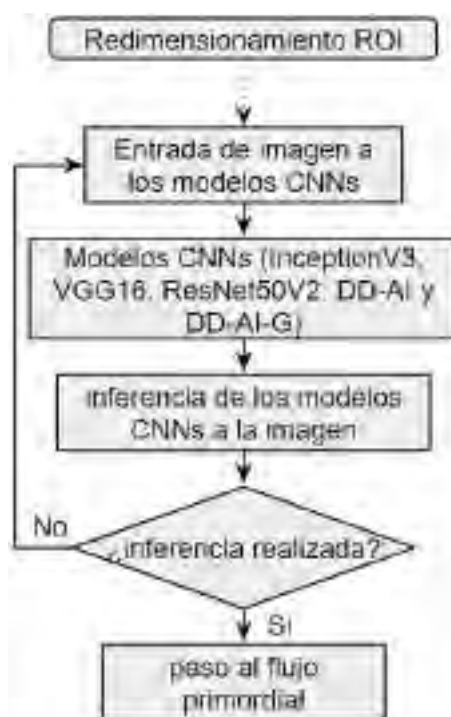 Redimensionamiento ROI
Entrada de imagen a
los modelos CNNs
Modelos CNNs (InceptionV3,
VGG16, ResNet50V2, DD-AI y
DD-AI-G)
inferencia de los modelos
CNNs a la imagen
No
¿inferencia realizada?
Si
paso al flujo
primordial